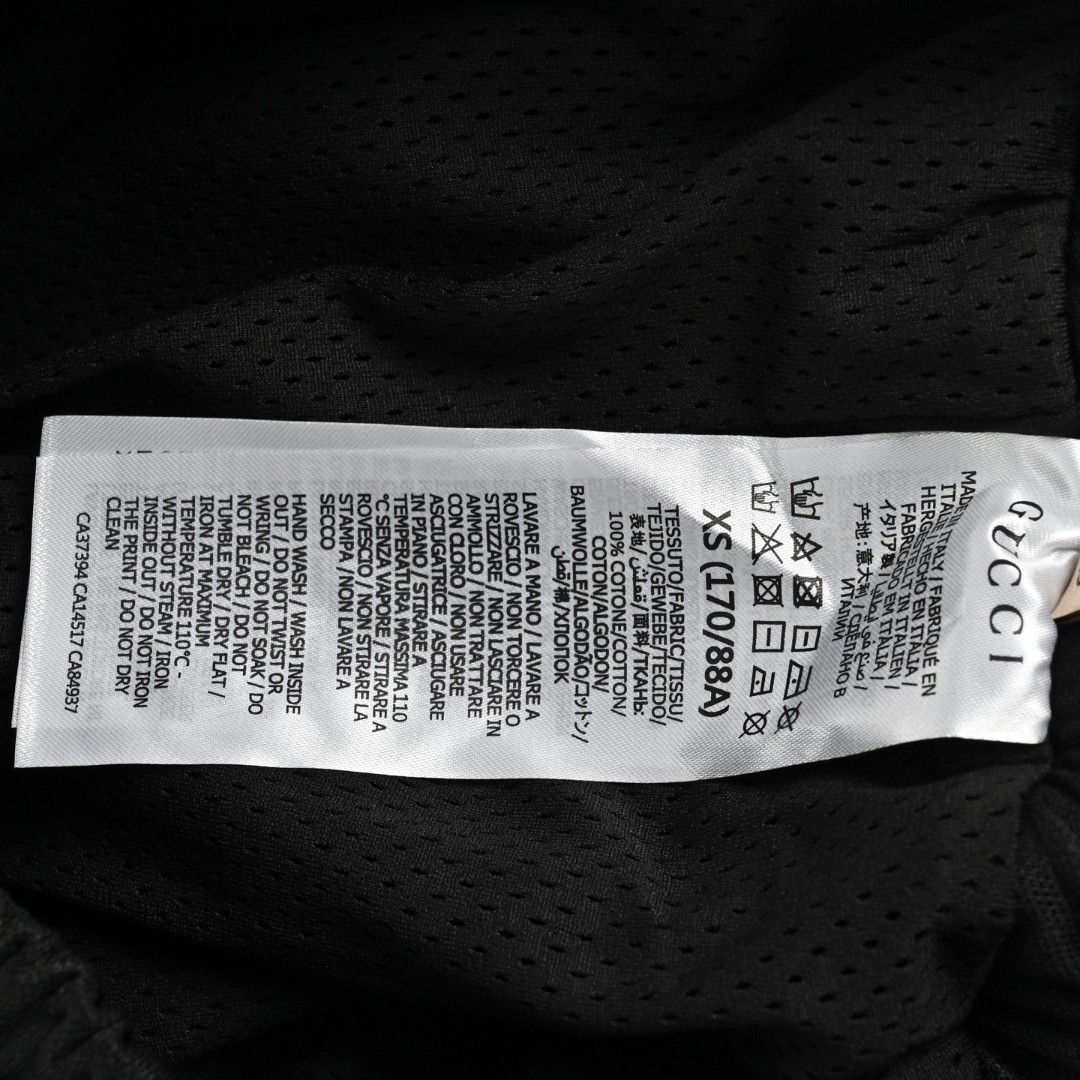 GUCCI
MADE IN ITALY / FABRIQUÉ EN
ITALIE / HECHO EN ITALIA /
HERGESTELLT IN ITALIEN /
FABRICADO EM ITALIA /
イタリア製 / صنع في إيطاليا /
产地: 意大利 / СДЕЛАНО В
ИТАЛИИ
XS (170/88A)
TESSUTO/FABRIC/TISSU/
TEJIDO/GEWEBE/TECIDO/
表地/قماش/面料/ТКАНЬ:
100% COTONE/COTTON/
COTON/ALGODON/
BAUMWOLLE/ALGODÃO/コットン/
قطن/棉/ХЛОПОК
LAVARE A MANO / LAVARE A
ROVESCIO / NON TORCERE O
STRIZZARE / NON LASCIARE IN
AMMOLLO / NON TRATTARE
CON CLORO / NON USARE
ASCIUGATRICE / ASCIUGARE
IN PIANO / STIRARE A
TEMPERATURA MASSIMA 110
°C SENZA VAPORE / STIRARE A
ROVESCIO / NON STIRARE LA
STAMPA / NON LAVARE A
SECCO
HAND WASH / WASH INSIDE
OUT / DO NOT TWIST OR
WRING / DO NOT SOAK / DO
NOT BLEACH / DO NOT
TUMBLE DRY / DRY FLAT /
IRON AT MAXIMUM
TEMPERATURE 110°C -
WITHOUT STEAM / IRON
INSIDE OUT / DO NOT IRON
THE PRINT / DO NOT DRY
CLEAN
CA37394 CA14517 CA84937